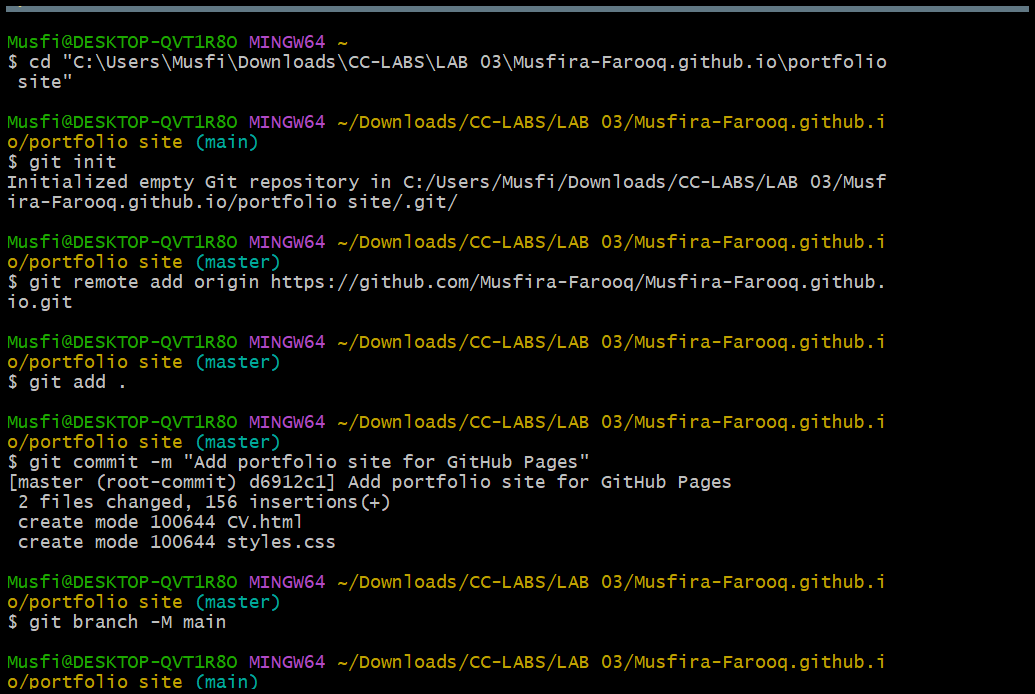 Musfi@DESKTOP-QVT1R8O MINGW64 ~
$ cd "C:\Users\Musfi\Downloads\CC-LABS\LAB 03\Musfira-Farooq.github.io\portfolio
 site"
Musfi@DESKTOP-QVT1R8O MINGW64 ~/Downloads/CC-LABS/LAB 03/Musfira-Farooq.github.i
o/portfolio site (main)
$ git init
Initialized empty Git repository in C:/Users/Musfi/Downloads/CC-LABS/LAB 03/Musf
ira-Farooq.github.io/portfolio site/.git/
Musfi@DESKTOP-QVT1R8O MINGW64 ~/Downloads/CC-LABS/LAB 03/Musfira-Farooq.github.i
o/portfolio site (master)
$ git remote add origin https://github.com/Musfira-Farooq/Musfira-Farooq.github.
io.git
Musfi@DESKTOP-QVT1R8O MINGW64 ~/Downloads/CC-LABS/LAB 03/Musfira-Farooq.github.i
o/portfolio site (master)
$ git add .
Musfi@DESKTOP-QVT1R8O MINGW64 ~/Downloads/CC-LABS/LAB 03/Musfira-Farooq.github.i
o/portfolio site (master)
$ git commit -m "Add portfolio site for GitHub Pages"
[master (root-commit) d6912c1] Add portfolio site for GitHub Pages
 2 files changed, 156 insertions(+)
 create mode 100644 CV.html
 create mode 100644 styles.css
Musfi@DESKTOP-QVT1R8O MINGW64 ~/Downloads/CC-LABS/LAB 03/Musfira-Farooq.github.i
o/portfolio site (master)
$ git branch -M main
Musfi@DESKTOP-QVT1R8O MINGW64 ~/Downloads/CC-LABS/LAB 03/Musfira-Farooq.github.i
o/portfolio site (main)